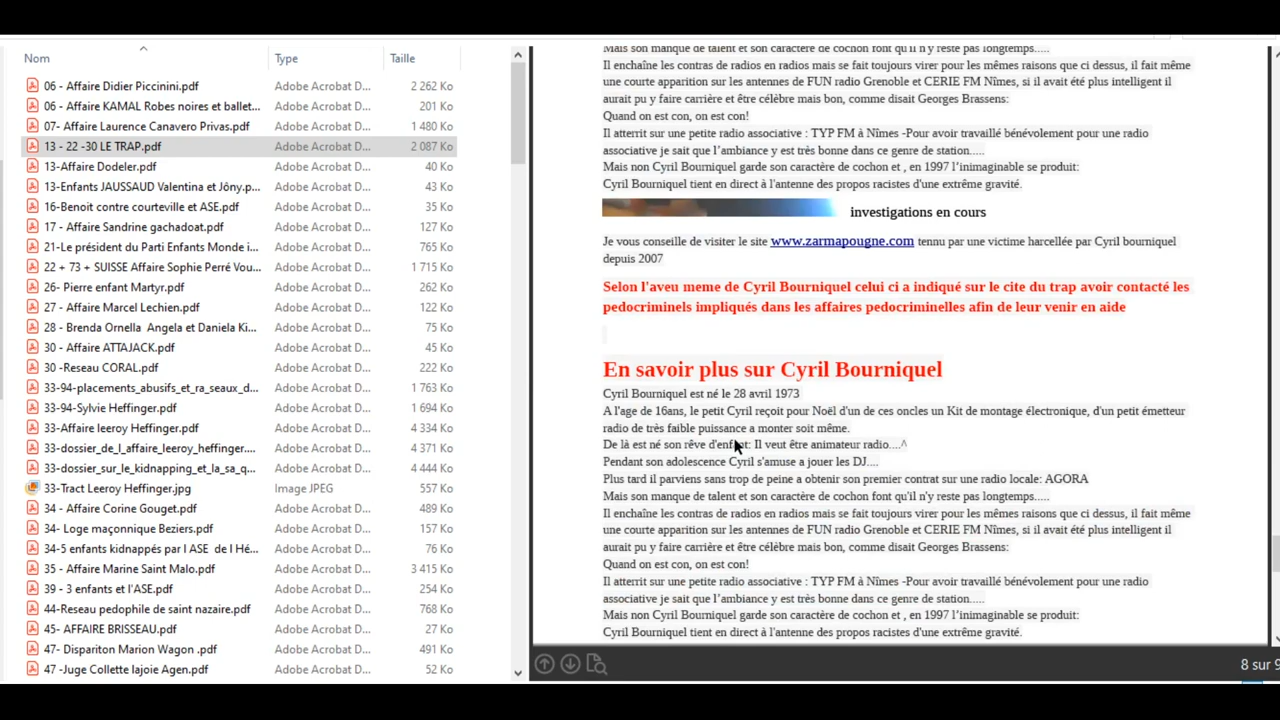 Nom Type Taille
06 - Affaire Didier Piccinini.pdf Adobe Acrobat D... 2 262 Ko
06 - Affaire KAMAL Robes noires et ballet... Adobe Acrobat D... 201 Ko
07- Affaire Laurence Canavero Privas.pdf Adobe Acrobat D... 1 480 Ko
13 - 22 -30 LE TRAP.pdf Adobe Acrobat D... 2 087 Ko
13-Affaire Dodeler.pdf Adobe Acrobat D... 40 Ko
13-Enfants JAUSSAUD Valentina et Jôny.p... Adobe Acrobat D... 43 Ko
16-Benoit contre courteville et ASE.pdf Adobe Acrobat D... 35 Ko
17 - Affaire Sandrine gachadoat.pdf Adobe Acrobat D... 127 Ko
21-Le président du Parti Enfants Monde i... Adobe Acrobat D... 765 Ko
22 + 73 + SUISSE Affaire Sophie Perré Vou... Adobe Acrobat D... 1 715 Ko
26- Pierre enfant Martyr.pdf Adobe Acrobat D... 262 Ko
27 - Affaire Marcel Lechien.pdf Adobe Acrobat D... 122 Ko
28 - Brenda Ornella Angela et Daniela Ki... Adobe Acrobat D... 75 Ko
30 - Affaire ATTAJACK.pdf Adobe Acrobat D... 45 Ko
30 -Reseau CORAL.pdf Adobe Acrobat D... 222 Ko
33-94-placements_abusifs_et_ra_seaux_d... Adobe Acrobat D... 1 763 Ko
33-94-Sylvie Heffinger.pdf Adobe Acrobat D... 1 694 Ko
33-Affaire leeroy Heffinger.pdf Adobe Acrobat D... 4 334 Ko
33-dossier_de_l_affaire_leeroy_heffinger.... Adobe Acrobat D... 4 371 Ko
33-dossier_sur_le_kidnapping_et_la_sa_q... Adobe Acrobat D... 4 444 Ko
33-Tract Leeroy Heffinger.jpg Image JPEG 557 Ko
34 - Affaire Corine Gouget.pdf Adobe Acrobat D... 489 Ko
34- Loge maçonnique Beziers.pdf Adobe Acrobat D... 157 Ko
34-5 enfants kidnappés par l ASE de l Hé... Adobe Acrobat D... 76 Ko
35 - Affaire Marine Saint Malo.pdf Adobe Acrobat D... 3 415 Ko
39 - 3 enfants et l'ASE.pdf Adobe Acrobat D... 254 Ko
44-Reseau pedophile de saint nazaire.pdf Adobe Acrobat D... 768 Ko
45- AFFAIRE BRISSEAU.pdf Adobe Acrobat D... 27 Ko
47- Dispariton Marion Wagon .pdf Adobe Acrobat D... 491 Ko
47 -Juge Collette lajoie Agen.pdf Adobe Acrobat D... 52 Ko
Mais son manque de talent et son caractère de cochon font qu'il n'y reste pas longtemps.....
Il enchaîne les contras de radios en radios mais se fait toujours virer pour les mêmes raisons que ci dessus, il fait même
une courte apparition sur les antennes de FUN radio Grenoble et CERIE FM Nîmes, si il avait été plus intelligent il
aurait pu y faire carrière et être célèbre mais bon, comme disait Georges Brassens:
Quand on est con, on est con!
Il atterrit sur une petite radio associative : TYP FM à Nîmes -Pour avoir travaillé bénévolement pour une radio
associative je sait que l'ambiance y est très bonne dans ce genre de station.....
Mais non Cyril Bourniquel garde son caractère de cochon et , en 1997 l'inimaginable se produit:
Cyril Bourniquel tient en direct à l'antenne des propos racistes d'une extrême gravité.
investigations en cours
Je vous conseille de visiter le site www.zarmapougne.com tennu par une victime harcellée par Cyril bourniquel
depuis 2007
Selon l'aveu meme de Cyril Bourniquel celui ci a indiqué sur le cite du trap avoir contacté les
pedocriminels impliqués dans les affaires pedocriminelles afin de leur venir en aide
En savoir plus sur Cyril Bourniquel
Cyril Bourniquel est né le 28 avril 1973
A l'age de 16ans, le petit Cyril reçoit pour Noël d'un de ces oncles un Kit de montage électronique, d'un petit émetteur
radio de très faible puissance a monter soit même.
De là est né son rêve d'enfant: Il veut être animateur radio....^
Pendant son adolescence Cyril s'amuse a jouer les DJ....
Plus tard il parviens sans trop de peine a obtenir son premier contrat sur une radio locale: AGORA
Mais son manque de talent et son caractère de cochon font qu'il n'y reste pas longtemps.....
Il enchaîne les contras de radios en radios mais se fait toujours virer pour les mêmes raisons que ci dessus, il fait même
une courte apparition sur les antennes de FUN radio Grenoble et CERIE FM Nîmes, si il avait été plus intelligent il
aurait pu y faire carrière et être célèbre mais bon, comme disait Georges Brassens:
Quand on est con, on est con!
Il atterrit sur une petite radio associative : TYP FM à Nîmes -Pour avoir travaillé bénévolement pour une radio
associative je sait que l'ambiance y est très bonne dans ce genre de station.....
Mais non Cyril Bourniquel garde son caractère de cochon et , en 1997 l'inimaginable se produit:
Cyril Bourniquel tient en direct à l'antenne des propos racistes d'une extrême gravité.
8 sur 9